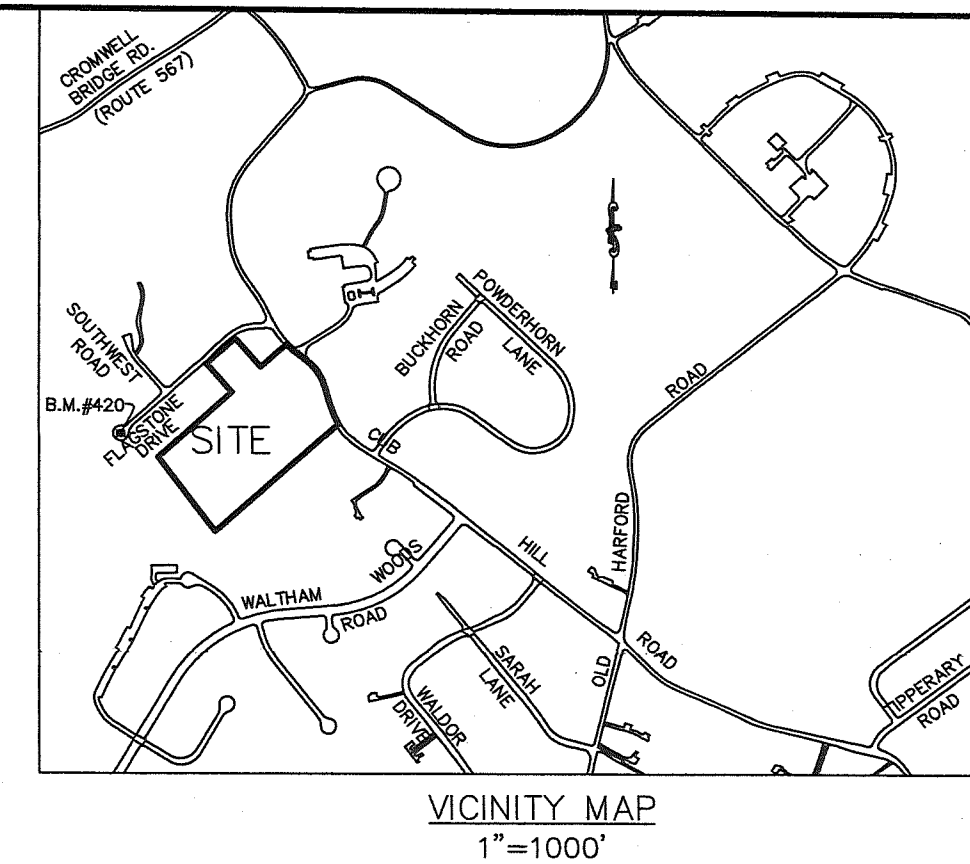 CROMWELL
BRIDGE RD.
(ROUTE 567)
SOUTHWEST
ROAD
B.M.#420
FLAGSTONE
DRIVE
SITE
BUCKHORN
ROAD
POWDERHORN
LANE
CUB
HILL
ROAD
HARFORD
ROAD
OLD
WALTHAM
WOODS
ROAD
SARAH
LANE
WALDOR
DRIVE
TIPPERARY
ROAD
VICINITY MAP
1"=1000'